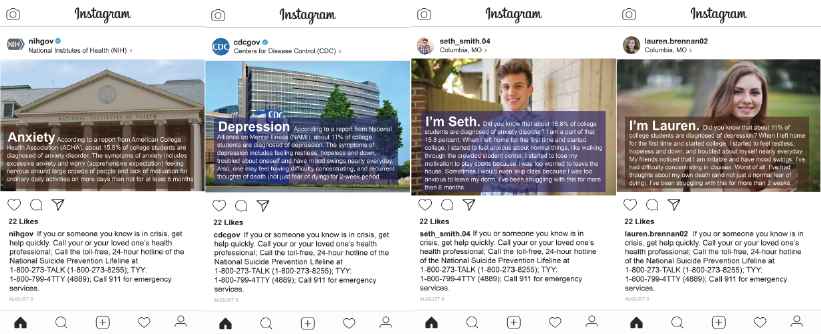 Instagram
nihgov
National Institutes of Health (NIH) >
NATIONAL INSTITUTES OF HEALTH
Anxiety According to a report from American College
Health Association (ACHA), about 15.8% of college students are
diagnosed of anxiety disorder. The symptoms of anxiety includes
excessive anxiety and worry (apprehensive expectation) feeling
nervous around large crowds of people and lack of motivation for
ordinary daily activities on more days than not for at least 6 months.
22 Likes
nihgov If you or someone you know is in crisis, get
help quickly. Call your or your loved one's health
professional; Call the toll-free, 24-hour hotline of the
National Suicide Prevention Lifeline at
1-800-273-TALK (1-800-273-8255); TYY:
1-800-799-4TTY (4889); Call 911 for emergency
services.
AUGUST 6
Instagram
CDC
cdcgov
Centers for Disease Control (CDC) >
CDC
Depression According to a report from National
Alliance on Mental Illness (NAMI), about 11% of college
students are diagnosed of depression. The symptoms of
depression includes feeling restless, hopeless and down,
troubled about oneself and have mood swings nearly everyday.
Also, one may feel having difficulty concentrating, and recurrent
thoughts of death (not just fear of dying) for 2-week period.
22 Likes
cdcgov If you or someone you know is in crisis, get
help quickly. Call your or your loved one's health
professional; Call the toll-free, 24-hour hotline of the
National Suicide Prevention Lifeline at
1-800-273-TALK (1-800-273-8255); TYY:
1-800-799-4TTY (4889); Call 911 for emergency
services.
AUGUST 6
Instagram
seth_smith.04
Columbia, MO >
I'm Seth. Did you know that about 15.8% of college
students are diagnosed of anxiety disorder? I am a part of that
15.8 percent. When I left home for the first time and started
college, I started to feel anxious about normal things, like walking
through the crowded student center. I started to lose my
motivation to play sports because I was too worried to leave the
house. Sometimes I would even skip class because I was too
anxious to leave my dorm. I've been struggling with this for more
than 6 months.
22 Likes
seth_smith.04 If you or someone you know is in
crisis, get help quickly. Call your or your loved one's
health professional; Call the toll-free, 24-hour hotline
of the National Suicide Prevention Lifeline at
1-800-273-TALK (1-800-273-8255); TYY:
1-800-799-4TTY (4889); Call 911 for emergency
services.
AUGUST 6
Instagram
lauren.brennan02
Columbia, MO >
I'm Lauren. Did you know that about 11% of
college students are diagnosed of depression? When I left home
for the first time and started college, I started to feel restless,
hopeless and down, and troubled about myself nearly everyday.
My friends noticed that I am irritable and have mood swings. I've
had difficulty concentrating in classes. Worst of all, I've had
thoughts about my own death (and not just a normal fear of
dying). I've been struggling with this for more than 2 weeks.
22 Likes
lauren.brennan02 If you or someone you know is in
crisis, get help quickly. Call your or your loved one's
health professional; Call the toll-free, 24-hour hotline
of the National Suicide Prevention Lifeline at
1-800-273-TALK (1-800-273-8255); TYY:
1-800-799-4TTY (4889); Call 911 for emergency
services.
AUGUST 6